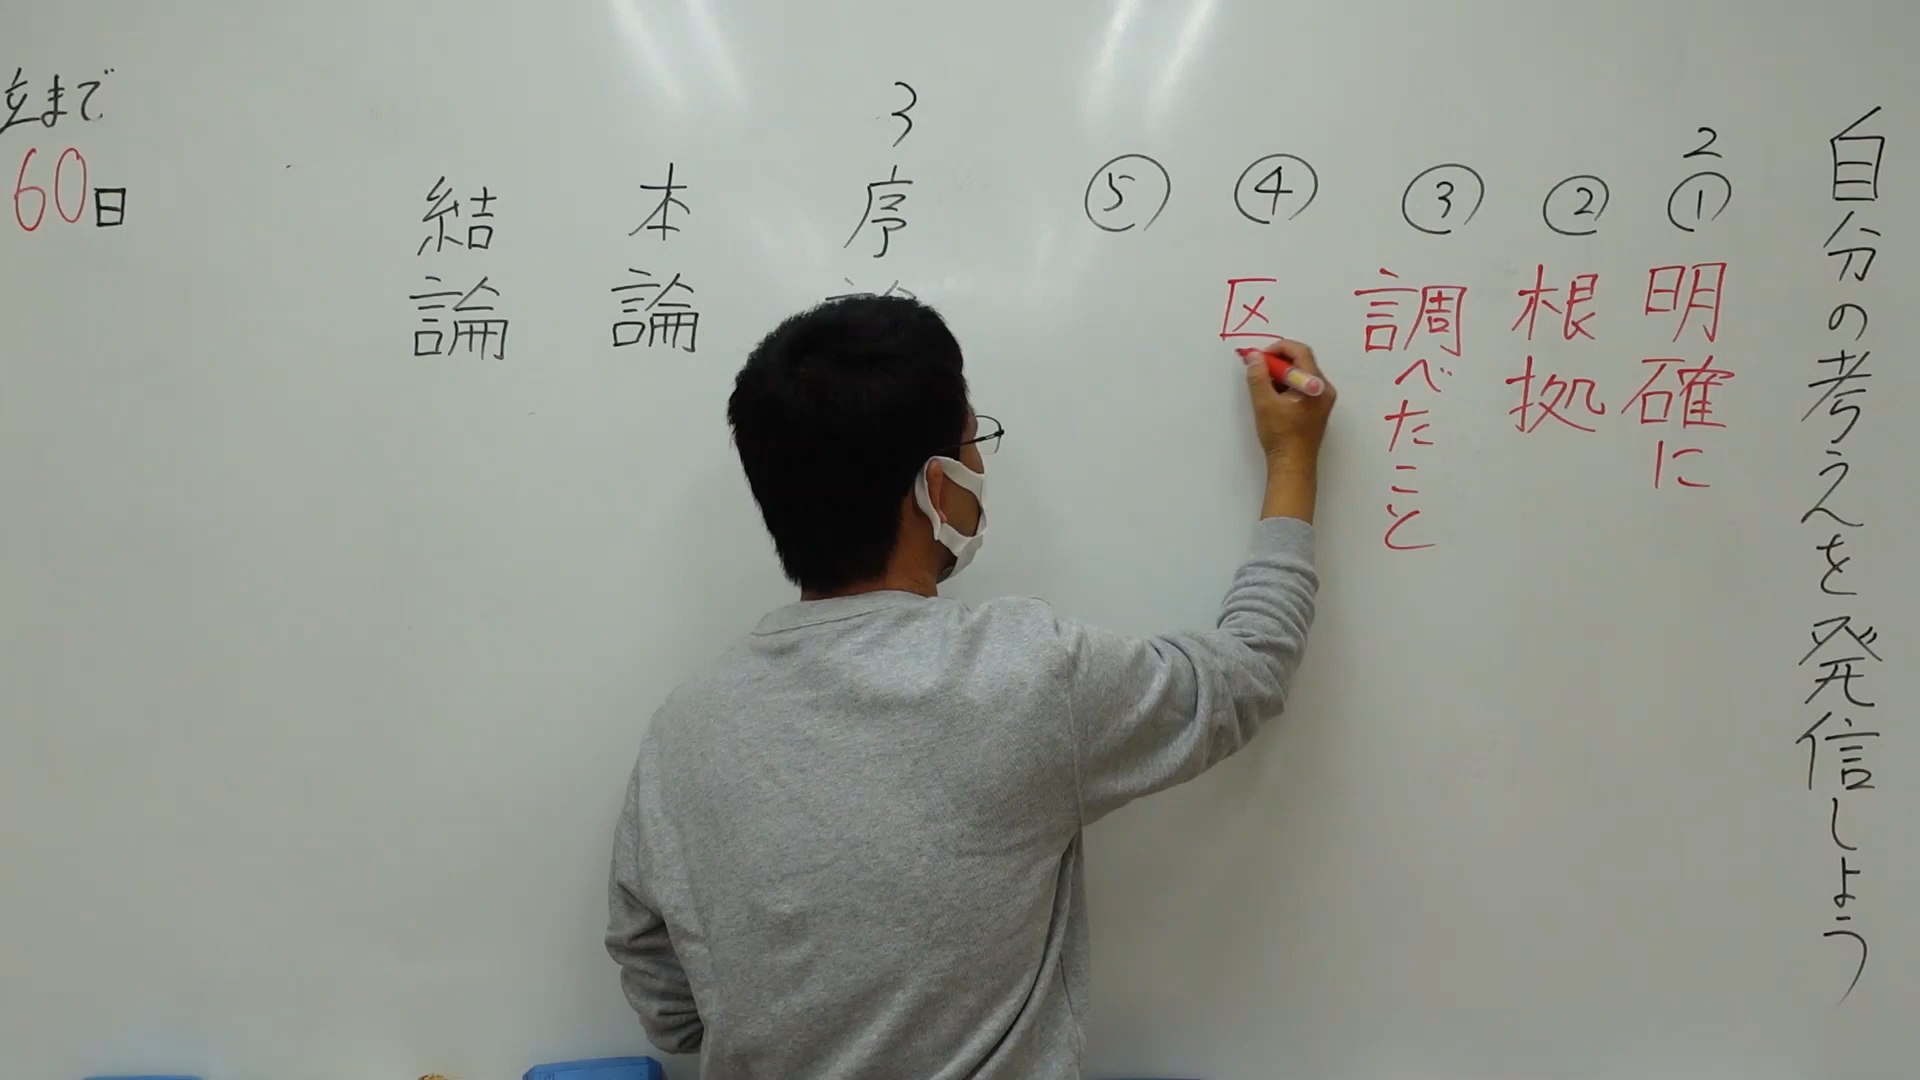 自分の考えを発信しよう
2
① 明確に
② 根拠
③ 調べたこと
④ 区
⑤
3
序
本論
結論
まで
60日